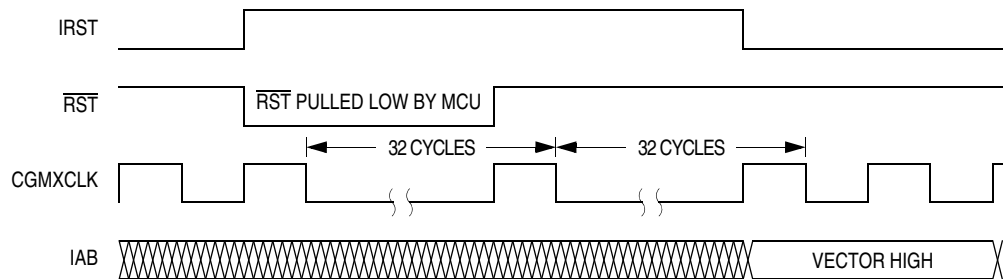 IRST
RST
RST PULLED LOW BY MCU
32 CYCLES
32 CYCLES
CGMXCLK
IAB
VECTOR HIGH